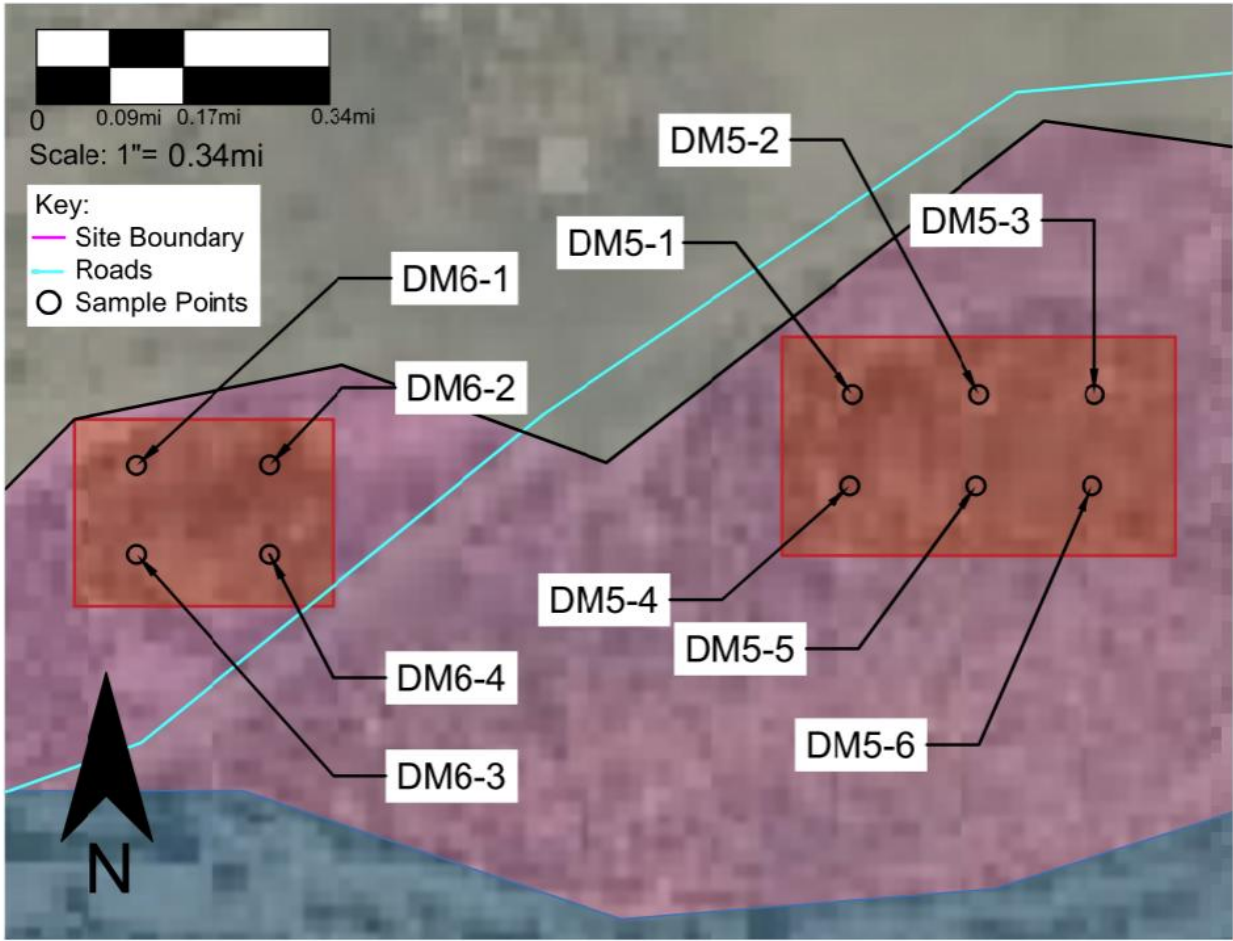 0 0.09mi 0.17mi 0.34mi
Scale: 1"= 0.34mi
Key:
Site Boundary
Roads
Sample Points
DM5-2
DM5-3
DM5-1
DM6-1
DM6-2
DM5-4
DM5-5
DM6-4
DM5-6
DM6-3
N